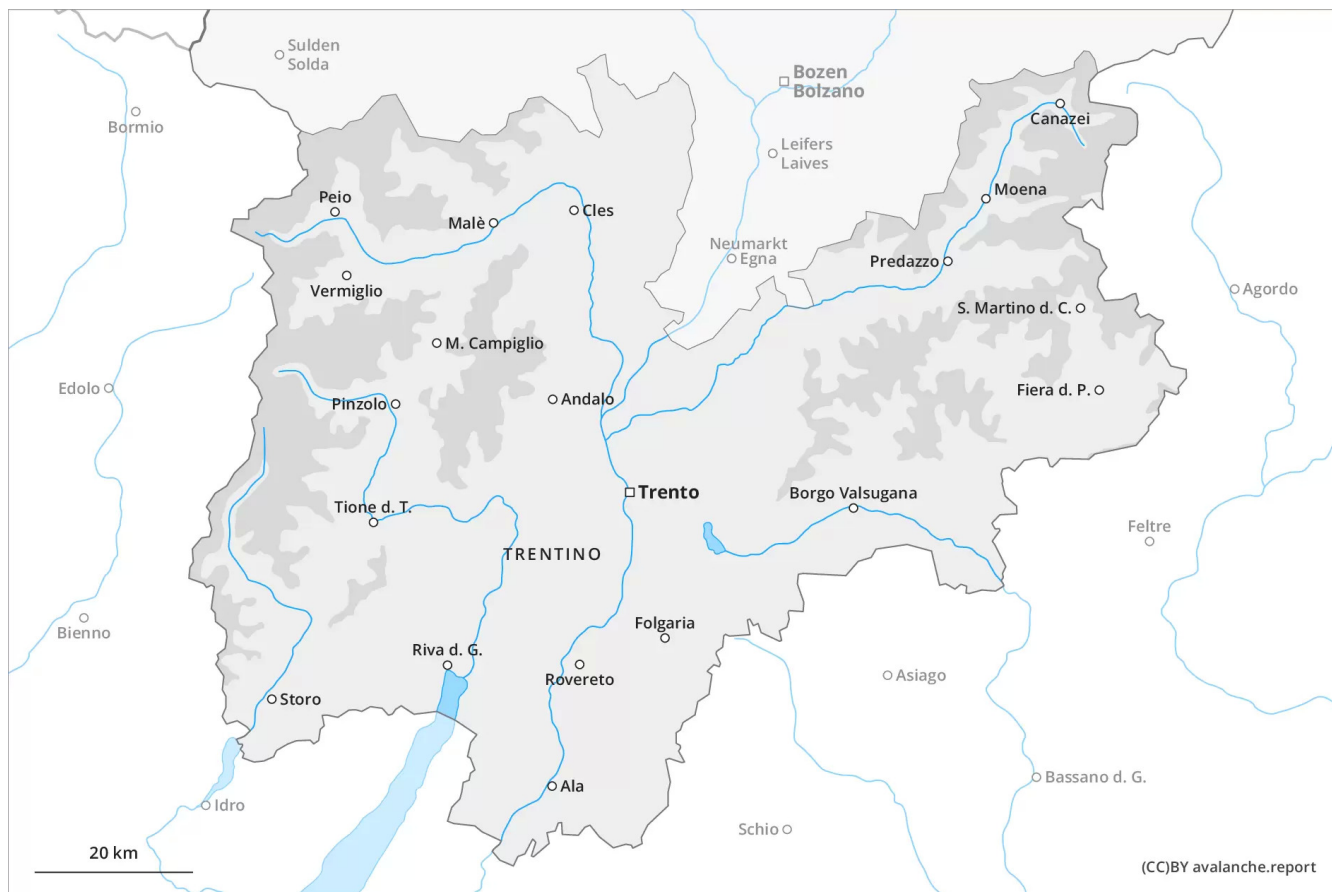 Sulden
Solda
Bozen
Bolzano
Bormio
Canazei
Leifers
Laives
Moena
Peio
Malè
Cles
Neumarkt
Egna
Predazzo
Vermiglio
Agordo
S. Martino d. C.
M. Campiglio
Edolo
Fiera d. P.
Andalo
Pinzolo
Trento
Borgo Valsugana
Tione d. T.
Feltre
TRENTINO
Folgaria
Bienno
Riva d. G.
Asiago
Rovereto
Storo
Bassano d. G.
Ala
Idro
Schio
20 km
(CC)BY avalanche.report